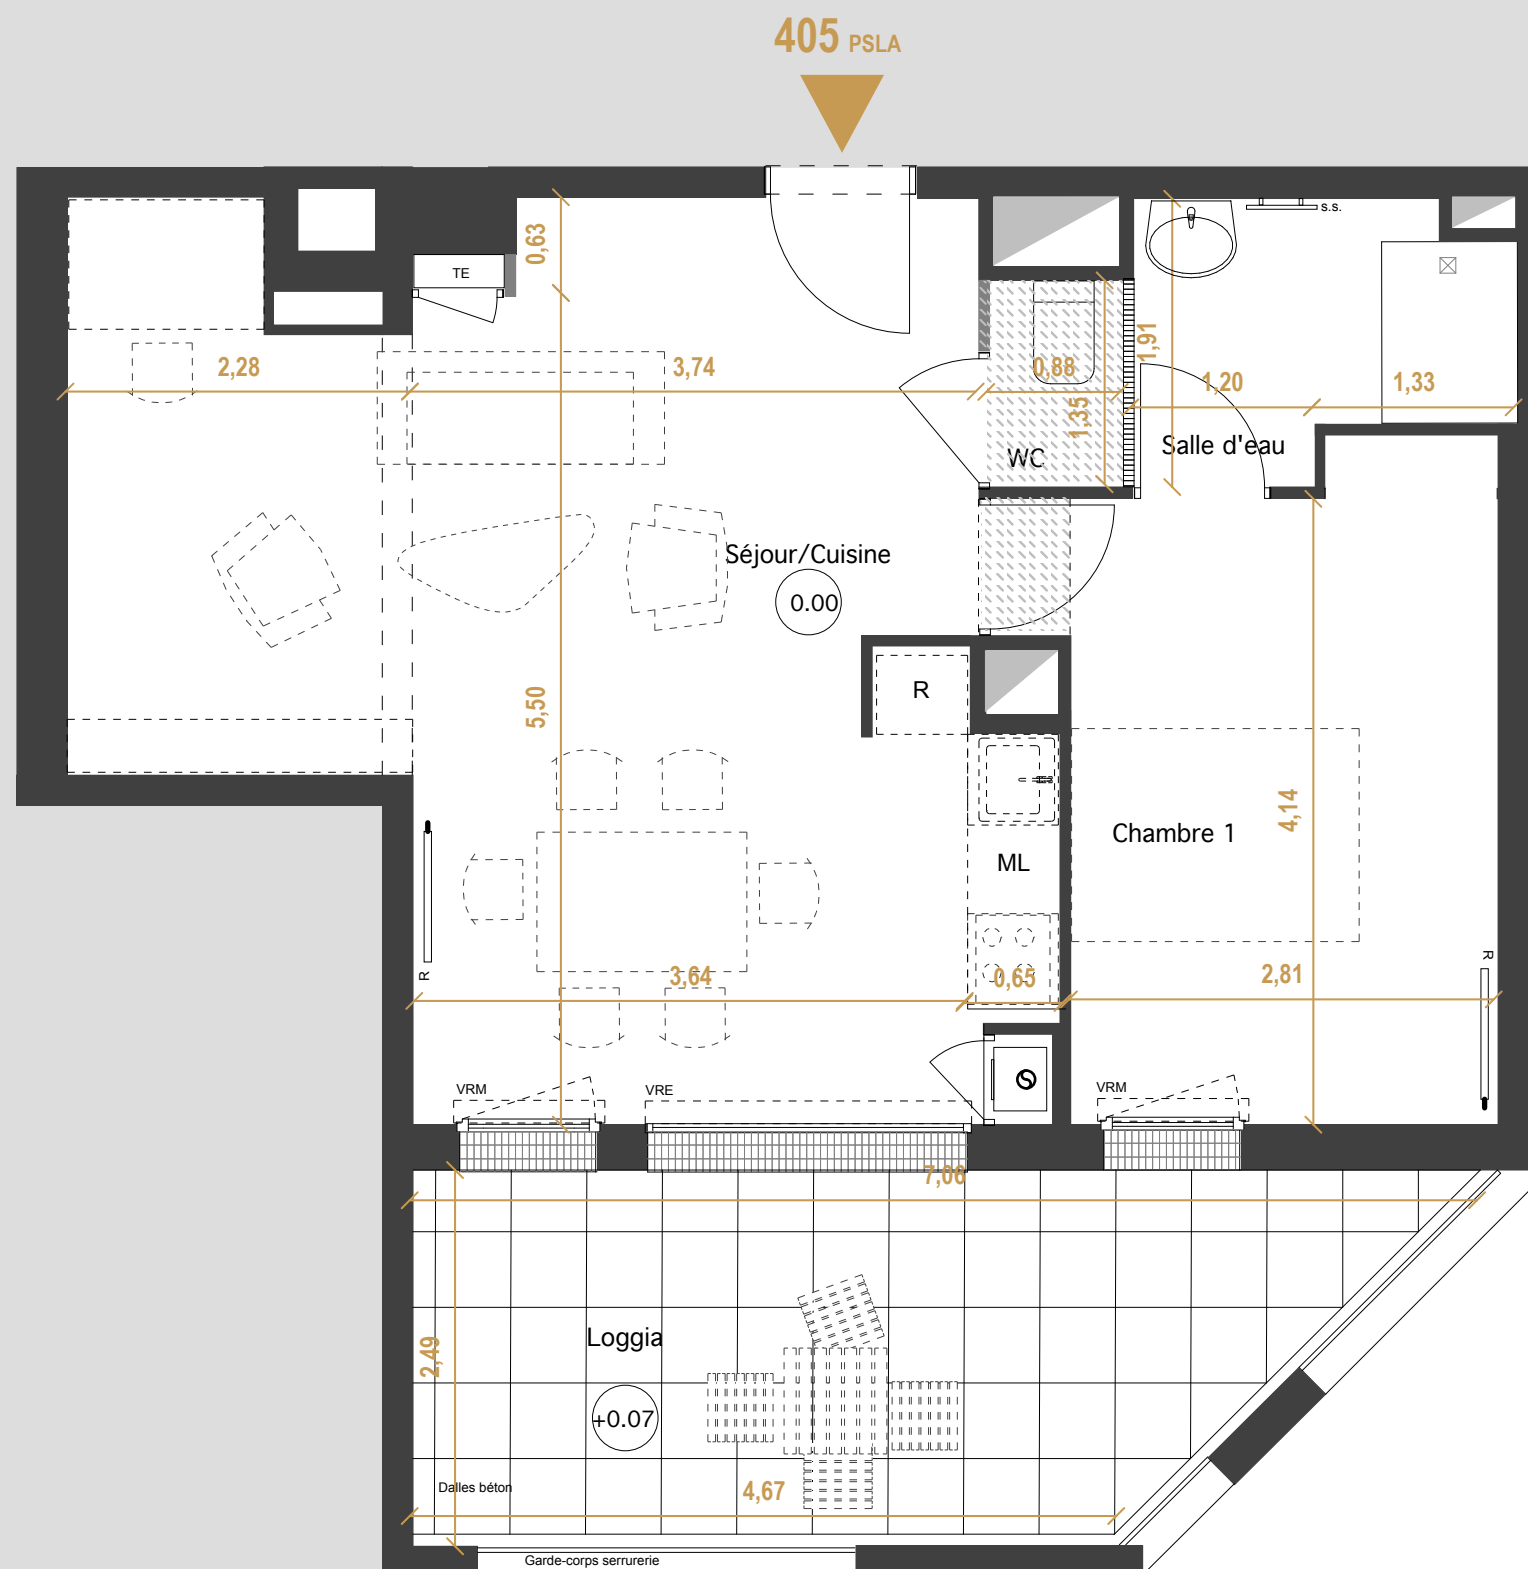 405 PSLA
s.s.
0,63
TE
1,91
2,28
3,74
0,88
1,20
1,33
1,35
WC
Salle d'eau
Séjour/Cuisine
0.00
R
5,50
4,14
Chambre 1
ML
R
3,64
0,65
2,81
R
VRM
VRE
VRM
7,06
2,49
Loggia
+0.07
Dalles béton
4,67
Garde-corps serrurerie